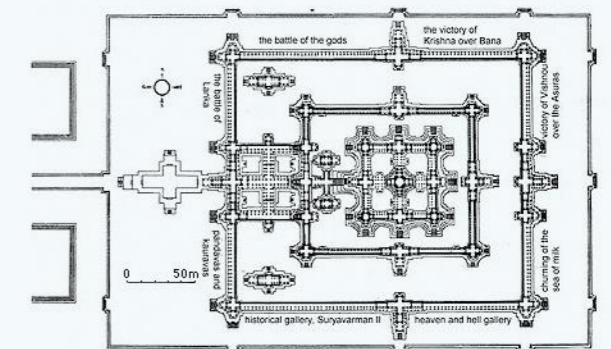 the battle of the gods
the victory of
Krishna over Bana
the battle of
Lanka
victory of Vishnou
over the Asuras
pandavas and
kauravas
churning of the
sea of milk
0 50m
historical gallery, Suryavarman II
heaven and hell gallery